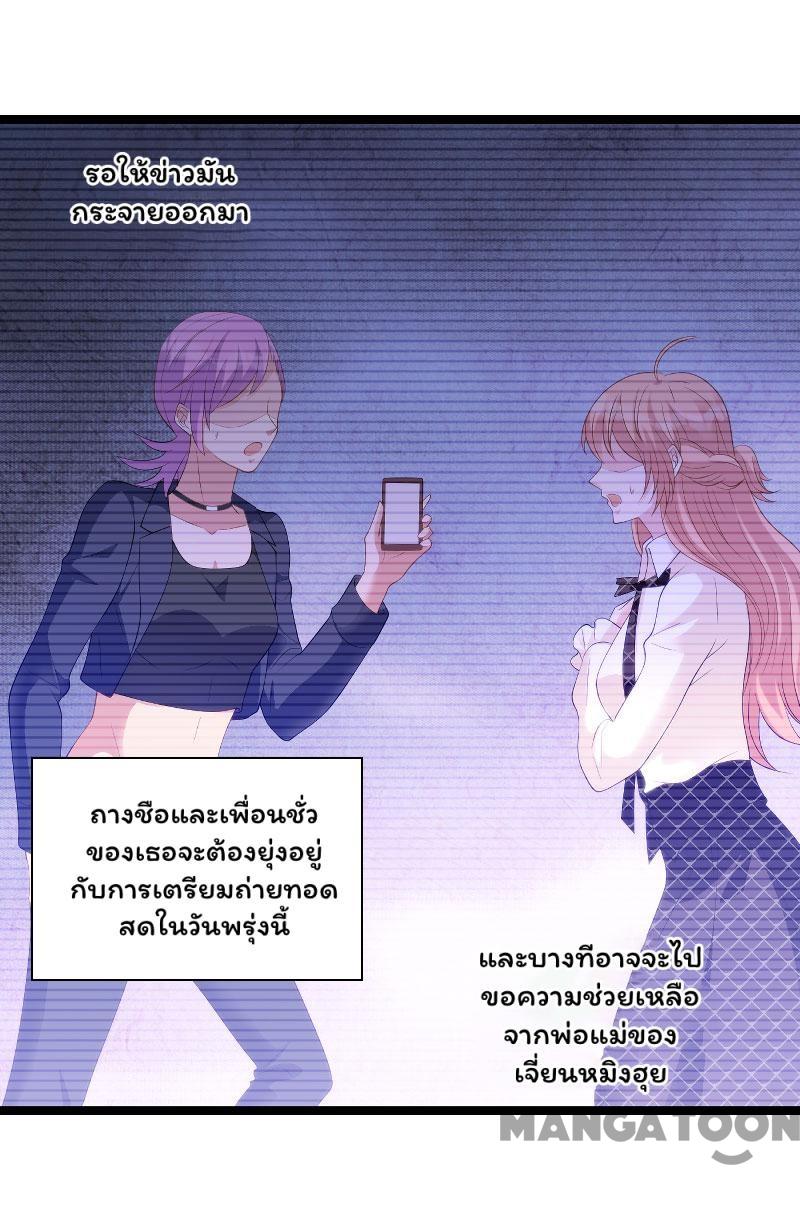 รอให้ข่าวมัน
กระจายออกมา
ถางซือและเพื่อนชั่ว
ของเธอจะต้องยุ่งอยู่
กับการเตรียมถ่ายทอด
สดในวันพรุ่งนี้
และบางทีอาจจะไป
ขอความช่วยเหลือ
จากพ่อแม่ของ
เจี่ยนหมิงฮุย
MANGATOON